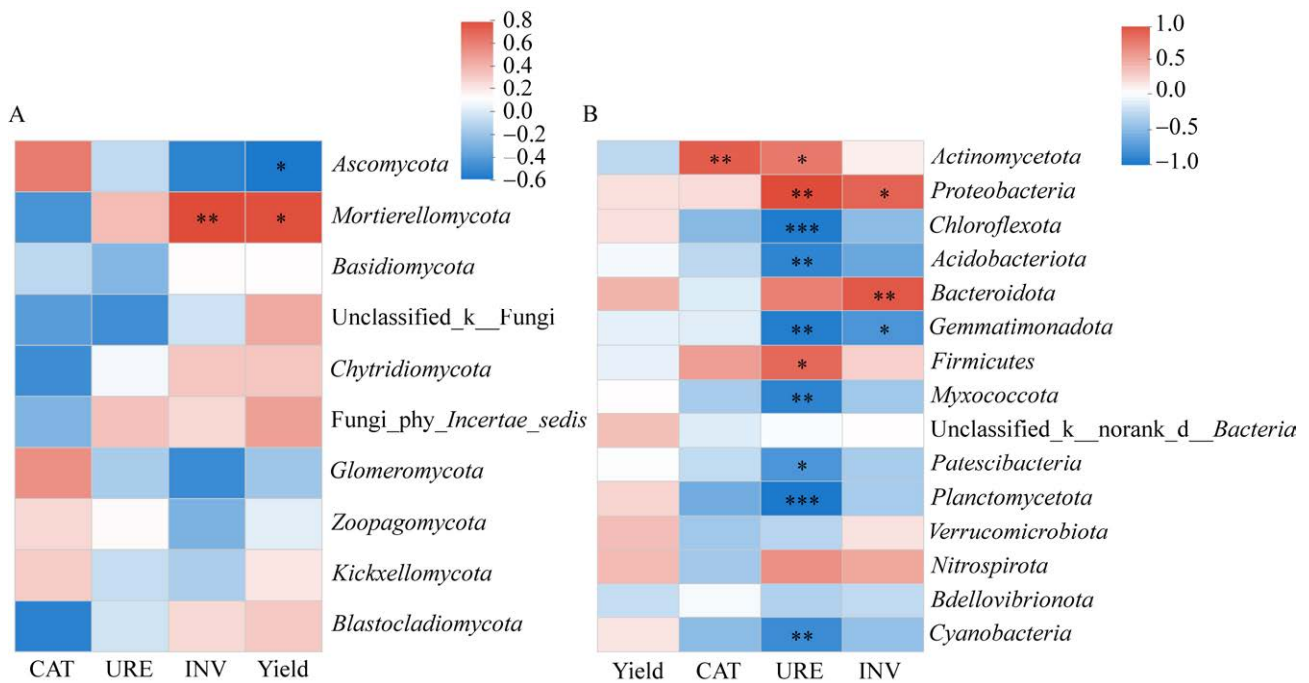 A
0.8
0.6
0.4
0.2
0.0
−0.2
−0.4
−0.6
*
Ascomycota
** *
Mortierellomycota
Basidiomycota
Unclassified_k__Fungi
Chytridiomycota
Fungi_phy_Incertae_sedis
Glomeromycota
Zoopagomycota
Kickxellomycota
Blastocladiomycota
CAT URE INV Yield
B
1.0
0.5
0.0
−0.5
−1.0
** * Actinomycetota
** * Proteobacteria
*** Chloroflexota
** Acidobacteriota
** Bacteroidota
** * Gemmatimonadota
* Firmicutes
** Myxococcota
Unclassified_k__norank_d__Bacteria
* Patescibacteria
*** Planctomycetota
Verrucomicrobiota
Nitrospirota
Bdellovibrionota
** Cyanobacteria
Yield CAT URE INV